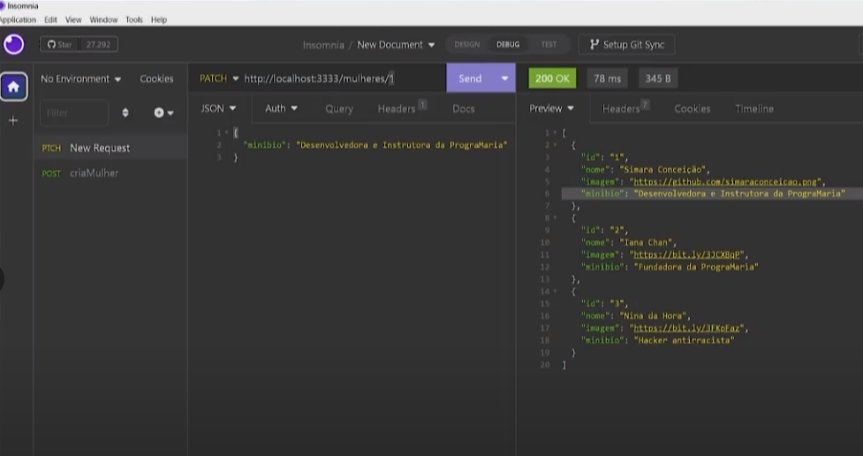 Insomnia
Application Edit View Window Tools Help
Star 27.292
Insomnia / New Document
DESIGN DEBUG TEST
Setup Git Sync
No Environment Cookies
Filter
PTCH New Request
POST criaMulher
PATCH http://localhost:3333/mulheres/1
Send
JSON Auth Query Headers 1 Docs
1 {
2 "minibio": "Desenvolvedora e Instrutora da PrograMaria"
3 }
200 OK 78 ms 345 B
Preview Headers 7 Cookies Timeline
1 [
2 {
3 "id": "1",
4 "nome": "Simara Conceição",
5 "imagem": "https://github.com/simaraconceicao.png",
6 "minibio": "Desenvolvedora e Instrutora da PrograMaria"
7 },
8 {
9 "id": "2",
10 "nome": "Iana Chan",
11 "imagem": "https://bit.ly/3JCXBqP",
12 "minibio": "Fundadora da PrograMaria"
13 },
14 {
15 "id": "3",
16 "nome": "Nina da Hora",
17 "imagem": "https://bit.ly/3FKpFaz",
18 "minibio": "Hacker antirracista"
19 }
20 ]